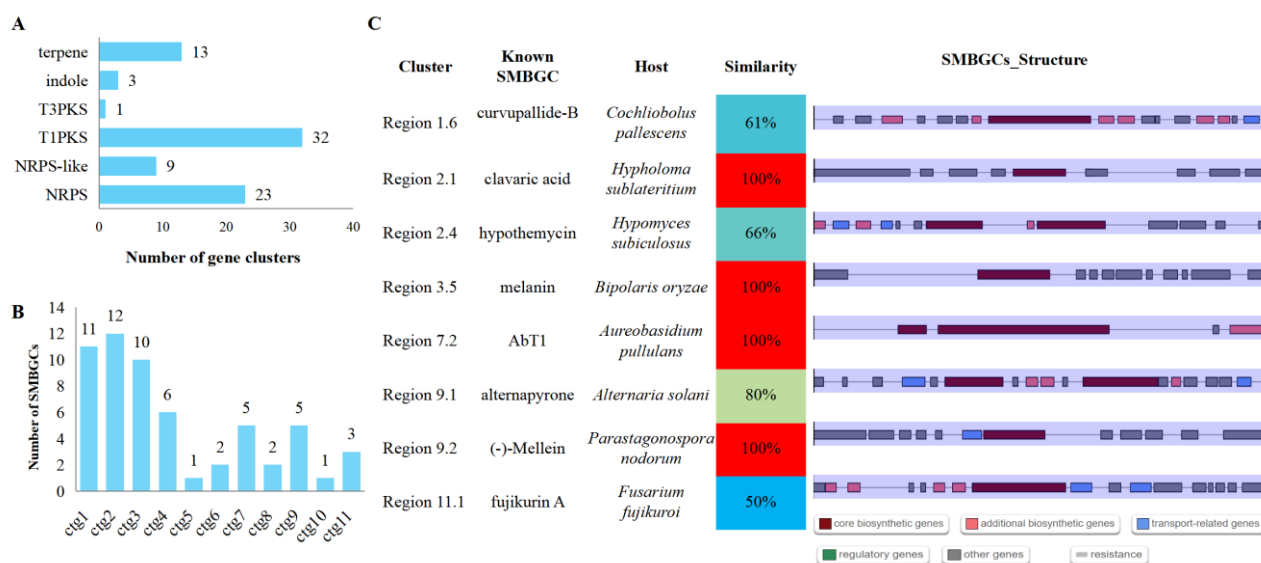 A
terpene 13
indole 3
T3PKS 1
T1PKS 32
NRPS-like 9
NRPS 23
0 10 20 30 40
Number of gene clusters
B
Number of SMBGCs
14
12
10
8
6
4
2
0
11 12 10 6 1 2 5 2 5 1 3
ctg1 ctg2 ctg3 ctg4 ctg5 ctg6 ctg7 ctg8 ctg9 ctg10 ctg11
C
Cluster Known SMBGC Host Similarity SMBGCs_Structure
Region 1.6 curvupallide-B Cochliobolus pallescens 61%
Region 2.1 clavaric acid Hypholoma sublateritium 100%
Region 2.4 hypothemycin Hypomyces subiculosus 66%
Region 3.5 melanin Bipolaris oryzae 100%
Region 7.2 AbT1 Aureobasidium pullulans 100%
Region 9.1 alternapyrone Alternaria solani 80%
Region 9.2 (-)-Mellein Parastagonospora nodorum 100%
Region 11.1 fujikurin A Fusarium fujikuroi 50%
core biosynthetic genes additional biosynthetic genes transport-related genes
regulatory genes other genes resistance